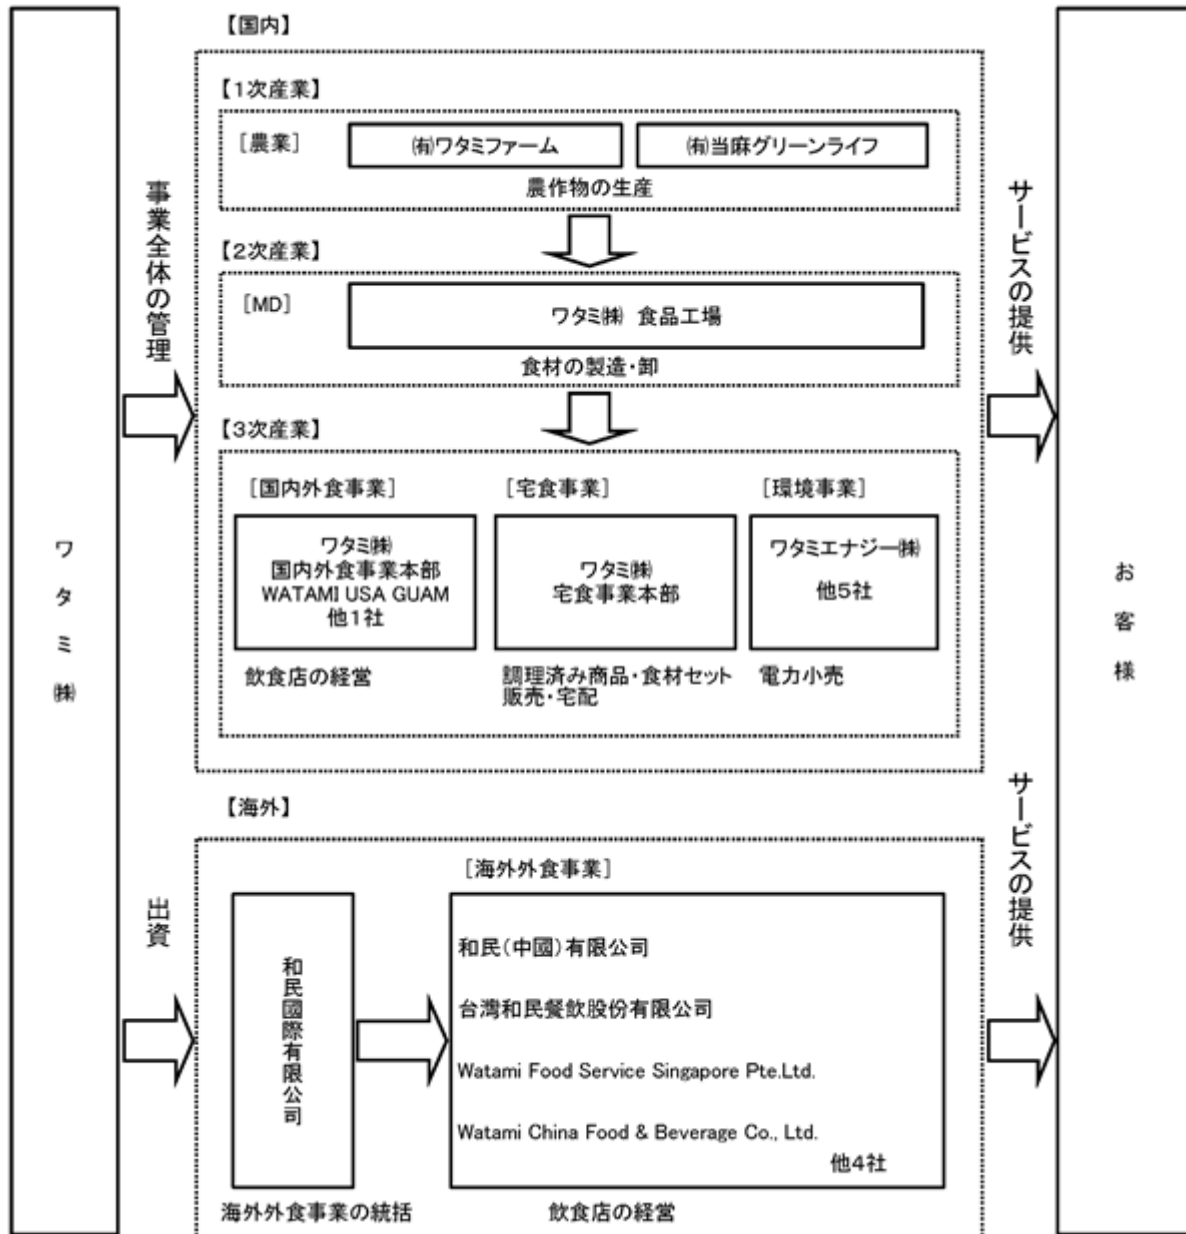 【国内】
【1次産業】
[農業]
㈲ワタミファーム
㈲当麻グリーンライフ
農作物の生産
【2次産業】
[MD]
ワタミ㈱ 食品工場
食材の製造・卸
【3次産業】
[国内外食事業]
[宅食事業]
[環境事業]
ワタミ㈱
国内外食事業本部
WATAMI USA GUAM
他1社
ワタミ㈱
宅食事業本部
ワタミエナジー㈱
他5社
飲食店の経営
調理済み商品・食材セット
販売・宅配
電力小売
事業全体の管理
サービスの提供
ワタミ㈱
お客様
【海外】
[海外外食事業]
出資
和民國際有限公司
和民(中國)有限公司
台灣和民餐飲股份有限公司
Watami Food Service Singapore Pte.Ltd.
Watami China Food & Beverage Co., Ltd.
他4社
海外外食事業の統括
飲食店の経営
サービスの提供